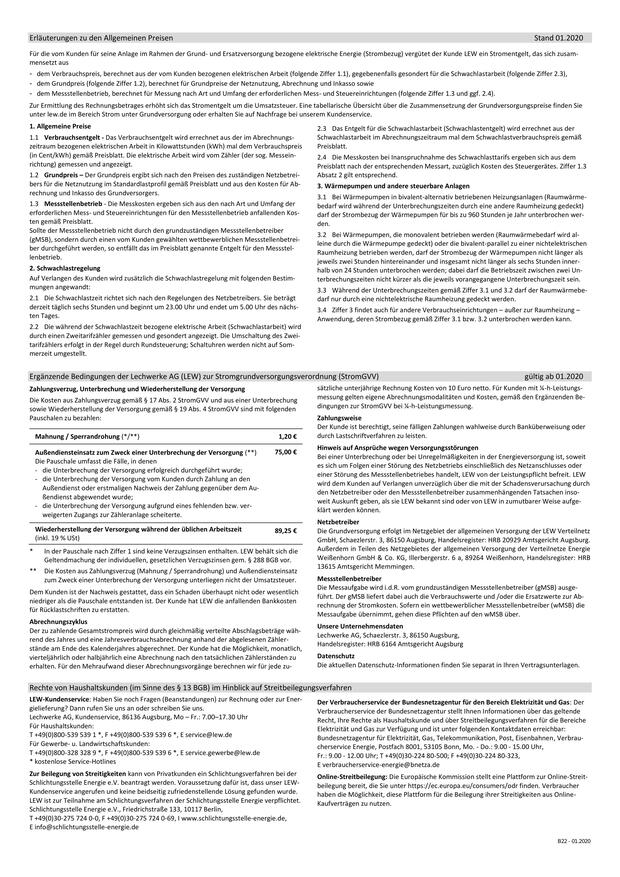 Erläuterungen zu den Allgemeinen Preisen
Stand 01.2020
Für die vom Kunden für seine Anlage im Rahmen der Grund- und Ersatzversorgung bezogene elektrische Energie (Strombezug) vergütet der Kunde LEW ein Stromentgelt, das sich zusam-
mensetzt aus
- dem Verbrauchspreis, berechnet aus der vom Kunden bezogenen elektrischen Arbeit (folgende Ziffer 1.1), gegebenenfalls gesondert für die Schwachlastarbeit (folgende Ziffer 2.3),
- dem Grundpreis (folgende Ziffer 1.2), berechnet für Grundpreise der Netznutzung, Abrechnung und Inkasso sowie
- dem Messstellenbetrieb, berechnet für Messung nach Art und Umfang der erforderlichen Mess- und Steuereinrichtungen (folgende Ziffer 1.3 und ggf. 2.4).
Zur Ermittlung des Rechnungsbetrages erhöht sich das Stromentgelt um die Umsatzsteuer. Eine tabellarische Übersicht über die Zusammensetzung der Grundversorgungspreise finden Sie
unter lew.de im Bereich Strom unter Grundversorgung oder erhalten Sie auf Nachfrage bei unserem Kundenservice.
1. Allgemeine Preise
1.1 Verbrauchsentgelt - Das Verbrauchsentgelt wird errechnet aus der im Abrechnungs-
zeitraum bezogenen elektrischen Arbeit in Kilowattstunden (kWh) mal dem Verbrauchspreis
(in Cent/kWh) gemäß Preisblatt. Die elektrische Arbeit wird vom Zähler (der sog. Messein-
richtung) gemessen und angezeigt.
1.2 Grundpreis – Der Grundpreis ergibt sich nach den Preisen des zuständigen Netzbetrei-
bers für die Netznutzung im Standardlastprofil gemäß Preisblatt und aus den Kosten für Ab-
rechnung und Inkasso des Grundversorgers.
1.3 Messstellenbetrieb - Die Messkosten ergeben sich aus den nach Art und Umfang der
erforderlichen Mess- und Steuereinrichtungen für den Messstellenbetrieb anfallenden Kos-
ten gemäß Preisblatt.
Sollte der Messstellenbetrieb nicht durch den grundzuständigen Messstellenbetreiber
(gMSB), sondern durch einen vom Kunden gewählten wettbewerblichen Messstellenbetrei-
ber durchgeführt werden, so entfällt das im Preisblatt genannte Entgelt für den Messstel-
lenbetrieb.
2. Schwachlastregelung
Auf Verlangen des Kunden wird zusätzlich die Schwachlastregelung mit folgenden Bestim-
mungen angewandt:
2.1 Die Schwachlastzeit richtet sich nach den Regelungen des Netzbetreibers. Sie beträgt
derzeit täglich sechs Stunden und beginnt um 23.00 Uhr und endet um 5.00 Uhr des nächs-
ten Tages.
2.2 Die während der Schwachlastzeit bezogene elektrische Arbeit (Schwachlastarbeit) wird
durch einen Zweitarifzähler gemessen und gesondert angezeigt. Die Umschaltung des Zwei-
tarifzählers erfolgt in der Regel durch Rundsteuerung; Schaltuhren werden nicht auf Som-
merzeit umgestellt.
2.3 Das Entgelt für die Schwachlastarbeit (Schwachlastentgelt) wird errechnet aus der
Schwachlastarbeit im Abrechnungszeitraum mal dem Schwachlastverbrauchspreis gemäß
Preisblatt.
2.4 Die Messkosten bei Inanspruchnahme des Schwachlasttarifs ergeben sich aus dem
Preisblatt nach der entsprechenden Messart, zuzüglich Kosten des Steuergerätes. Ziffer 1.3
Absatz 2 gilt entsprechend.
3. Wärmepumpen und andere steuerbare Anlagen
3.1 Bei Wärmepumpen in bivalent-alternativ betriebenen Heizungsanlagen (Raumwärme-
bedarf wird während der Unterbrechungszeiten durch eine andere Raumheizung gedeckt)
darf der Strombezug der Wärmepumpen für bis zu 960 Stunden je Jahr unterbrochen wer-
den.
3.2 Bei Wärmepumpen, die monovalent betrieben werden (Raumwärmebedarf wird al-
leine durch die Wärmepumpe gedeckt) oder die bivalent-parallel zu einer nichtelektrischen
Raumheizung betrieben werden, darf der Strombezug der Wärmepumpen nicht länger als
jeweils zwei Stunden hintereinander und insgesamt nicht länger als sechs Stunden inner-
halb von 24 Stunden unterbrochen werden; dabei darf die Betriebszeit zwischen zwei Un-
terbrechungszeiten nicht kürzer als die jeweils vorangegangene Unterbrechungszeit sein.
3.3 Während der Unterbrechungszeiten gemäß Ziffer 3.1 und 3.2 darf der Raumwärmebe-
darf nur durch eine nichtelektrische Raumheizung gedeckt werden.
3.4 Ziffer 3 findet auch für andere Verbrauchseinrichtungen – außer zur Raumheizung –
Anwendung, deren Strombezug gemäß Ziffer 3.1 bzw. 3.2 unterbrochen werden kann.
Ergänzende Bedingungen der Lechwerke AG (LEW) zur Stromgrundversorgungsverordnung (StromGVV)
gültig ab 01.2020
Zahlungsverzug, Unterbrechung und Wiederherstellung der Versorgung
Die Kosten aus Zahlungsverzug gemäß § 17 Abs. 2 StromGVV und aus einer Unterbrechung
sowie Wiederherstellung der Versorgung gemäß § 19 Abs. 4 StromGVV sind mit folgenden
Pauschalen zu bezahlen:
Mahnung / Sperrandrohung (*/**) 1,20 €
Außendiensteinsatz zum Zweck einer Unterbrechung der Versorgung (**) 75,00 €
Die Pauschale umfasst die Fälle, in denen
- die Unterbrechung der Versorgung erfolgreich durchgeführt wurde;
- die Unterbrechung der Versorgung vom Kunden durch Zahlung an den
Außendienst oder erstmaligen Nachweis der Zahlung gegenüber dem Au-
ßendienst abgewendet wurde;
- die Unterbrechung der Versorgung aufgrund eines fehlenden bzw. ver-
weigerten Zugangs zur Zähleranlage scheiterte.
Wiederherstellung der Versorgung während der üblichen Arbeitszeit 89,25 €
(inkl. 19 % USt)
* In der Pauschale nach Ziffer 1 sind keine Verzugszinsen enthalten. LEW behält sich die
Geltendmachung der individuellen, gesetzlichen Verzugszinsen gem. § 288 BGB vor.
** Die Kosten aus Zahlungsverzug (Mahnung / Sperrandrohung) und Außendiensteinsatz
zum Zweck einer Unterbrechung der Versorgung unterliegen nicht der Umsatzsteuer.
Dem Kunden ist der Nachweis gestattet, dass ein Schaden überhaupt nicht oder wesentlich
niedriger als die Pauschale entstanden ist. Der Kunde hat LEW die anfallenden Bankkosten
für Rücklastschriften zu erstatten.
Abrechnungszyklus
Der zu zahlende Gesamtstrompreis wird durch gleichmäßig verteilte Abschlagsbeträge wäh-
rend des Jahres und eine Jahresverbrauchsabrechnung anhand der abgelesenen Zähler-
stände am Ende des Kalenderjahres abgerechnet. Der Kunde hat die Möglichkeit, monatlich,
vierteljährlich oder halbjährlich eine Abrechnung nach den tatsächlichen Zählerständen zu
erhalten. Für den Mehraufwand dieser Abrechnungsvorgänge berechnen wir für jede zu-
sätzliche unterjährige Rechnung Kosten von 10 Euro netto. Für Kunden mit ¼-h-Leistungs-
messung gelten eigene Abrechnungsmodalitäten und Kosten, gemäß den Ergänzenden Be-
dingungen zur StromGVV bei ¼-h-Leistungsmessung.
Zahlungsweise
Der Kunde ist berechtigt, seine fälligen Zahlungen wahlweise durch Banküberweisung oder
durch Lastschriftverfahren zu leisten.
Hinweis auf Ansprüche wegen Versorgungsstörungen
Bei einer Unterbrechung oder bei Unregelmäßigkeiten in der Energieversorgung ist, soweit
es sich um Folgen einer Störung des Netzbetriebs einschließlich des Netzanschlusses oder
einer Störung des Messstellenbetriebes handelt, LEW von der Leistungspflicht befreit. LEW
wird dem Kunden auf Verlangen unverzüglich über die mit der Schadensverursachung durch
den Netzbetreiber oder den Messstellenbetreiber zusammenhängenden Tatsachen inso-
weit Auskunft geben, als sie LEW bekannt sind oder von LEW in zumutbarer Weise aufge-
klärt werden können.
Netzbetreiber
Die Grundversorgung erfolgt im Netzgebiet der allgemeinen Versorgung der LEW Verteilnetz
GmbH, Schaezlerstr. 3, 86150 Augsburg, Handelsregister: HRB 20929 Amtsgericht Augsburg.
Außerdem in Teilen des Netzgebietes der allgemeinen Versorgung der Verteilnetze Energie
Weißenhorn GmbH & Co. KG, Illerbergerstr. 6 a, 89264 Weißenhorn, Handelsregister: HRB
13615 Amtsgericht Memmingen.
Messstellenbetreiber
Die Messaufgabe wird i.d.R. vom grundzuständigen Messstellenbetreiber (gMSB) ausge-
führt. Der gMSB liefert dabei auch die Verbrauchswerte und /oder die Ersatzwerte zur Ab-
rechnung der Stromkosten. Sofern ein wettbewerblicher Messstellenbetreiber (wMSB) die
Messaufgabe übernimmt, gehen diese Pflichten auf den wMSB über.
Unsere Unternehmensdaten
Lechwerke AG, Schaezlerstr. 3, 86150 Augsburg,
Handelsregister: HRB 6164 Amtsgericht Augsburg
Datenschutz
Die aktuellen Datenschutz-Informationen finden Sie separat in Ihren Vertragsunterlagen.
Rechte von Haushaltskunden (im Sinne des § 13 BGB) im Hinblick auf Streitbeilegungsverfahren
LEW-Kundenservice: Haben Sie noch Fragen (Beanstandungen) zur Rechnung oder zur Ener-
gielieferung? Dann rufen Sie uns an oder schreiben Sie uns.
Lechwerke AG, Kundenservice, 86136 Augsburg, Mo – Fr.: 7.00–17.30 Uhr
Für Haushaltskunden:
T +49(0)800-539 539 1 *, F +49(0)800-539 539 6 *, E service@lew.de
Für Gewerbe- u. Landwirtschaftskunden:
T +49(0)800-328 328 9 *, F +49(0)800-539 539 6 *, E service.gewerbe@lew.de
* kostenlose Service-Hotlines
Zur Beilegung von Streitigkeiten kann von Privatkunden ein Schlichtungsverfahren bei der
Schlichtungsstelle Energie e.V. beantragt werden. Voraussetzung dafür ist, dass unser LEW-
Kundenservice angerufen und keine beidseitig zufriedenstellende Lösung gefunden wurde.
LEW ist zur Teilnahme am Schlichtungsverfahren der Schlichtungsstelle Energie verpflichtet.
Schlichtungsstelle Energie e.V., Friedrichstraße 133, 10117 Berlin,
T +49(0)30-275 724 0-0, F +49(0)30-275 724 0-69, I www.schlichtungsstelle-energie.de,
E info@schlichtungsstelle-energie.de
Der Verbraucherservice der Bundesnetzagentur für den Bereich Elektrizität und Gas: Der
Verbraucherservice der Bundesnetzagentur stellt Ihnen Informationen über das geltende
Recht, Ihre Rechte als Haushaltskunde und über Streitbeilegungsverfahren für die Bereiche
Elektrizität und Gas zur Verfügung und ist unter folgenden Kontaktdaten erreichbar:
Bundesnetzagentur für Elektrizität, Gas, Telekommunikation, Post, Eisenbahnen, Verbrau-
cherservice Energie, Postfach 8001, 53105 Bonn, Mo. - Do.: 9.00 - 15.00 Uhr,
Fr.: 9.00 - 12.00 Uhr; T +49(0)30-224 80-500; F +49(0)30-224 80-323,
E verbraucherservice-energie@bnetza.de
Online-Streitbeilegung: Die Europäische Kommission stellt eine Plattform zur Online-Streit-
beilegung bereit, die Sie unter https://ec.europa.eu/consumers/odr finden. Verbraucher
haben die Möglichkeit, diese Plattform für die Beilegung ihrer Streitigkeiten aus Online-
Kaufverträgen zu nutzen.
B22 - 01.2020